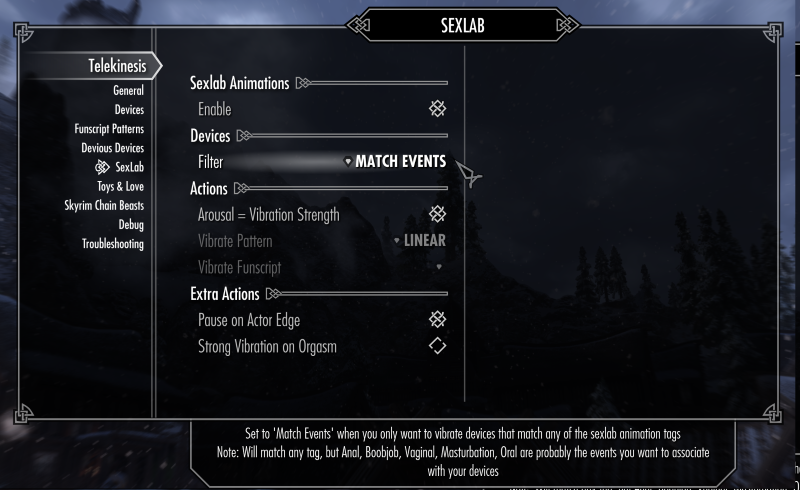 SEXLAB
Telekinesis
General
Devices
Funscript Patterns
Devious Devices
SexLab
Toys & Love
Skyrim Chain Beasts
Debug
Troubleshooting
Sexlab Animations
Enable
Devices
Filter MATCH EVENTS
Actions
Arousal = Vibration Strength
Vibrate Pattern LINEAR
Vibrate Funscript
Extra Actions
Pause on Actor Edge
Strong Vibration on Orgasm
Set to 'Match Events' when you only want to vibrate devices that match any of the sexlab animation tags
Note: Will match any tag, but Anal, Boobjob, Vaginal, Masturbation, Oral are probably the events you want to associate
with your devices